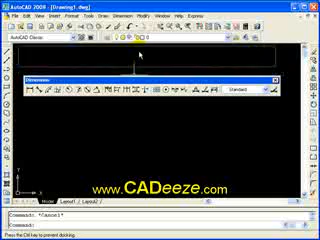 AutoCAD 2008 - [Drawing1.dwg]
File Edit View Insert Format Tools Draw Dimension Modify Window Express Help
AutoCAD Classic
0
Dimension
Standard
Y
X
Model Layout1 Layout2
www.CADeeze.com
Command: *Cancel*
Command:
Press the Ctrl key to prevent docking.